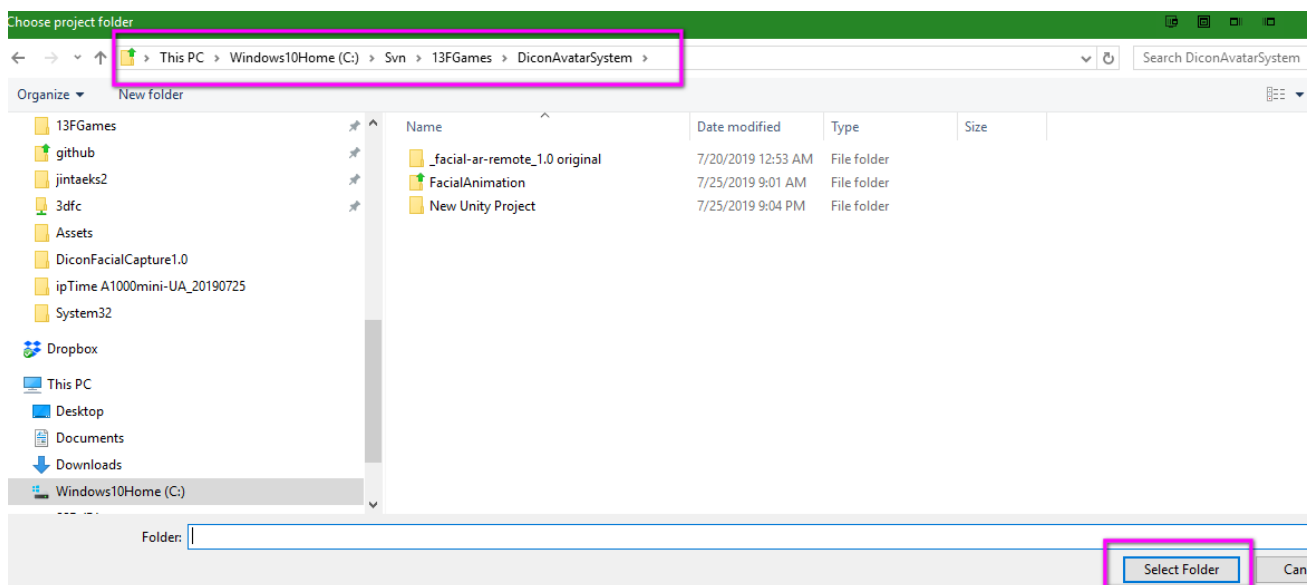 Choose project folder
This PC > Windows10Home (C:) > Svn > 13FGames > DiconAvatarSystem >
Search DiconAvatarSystem
Organize
New folder
Name
Date modified
Type
Size
13FGames
github
jintaeks2
3dfc
Assets
DiconFacialCapture1.0
ipTime A1000mini-UA_20190725
System32
Dropbox
This PC
Desktop
Documents
Downloads
Windows10Home (C:)
_facial-ar-remote_1.0 original 7/20/2019 12:53 AM File folder
FacialAnimation 7/25/2019 9:01 AM File folder
New Unity Project 7/25/2019 9:04 PM File folder
Folder:
Select Folder
Can